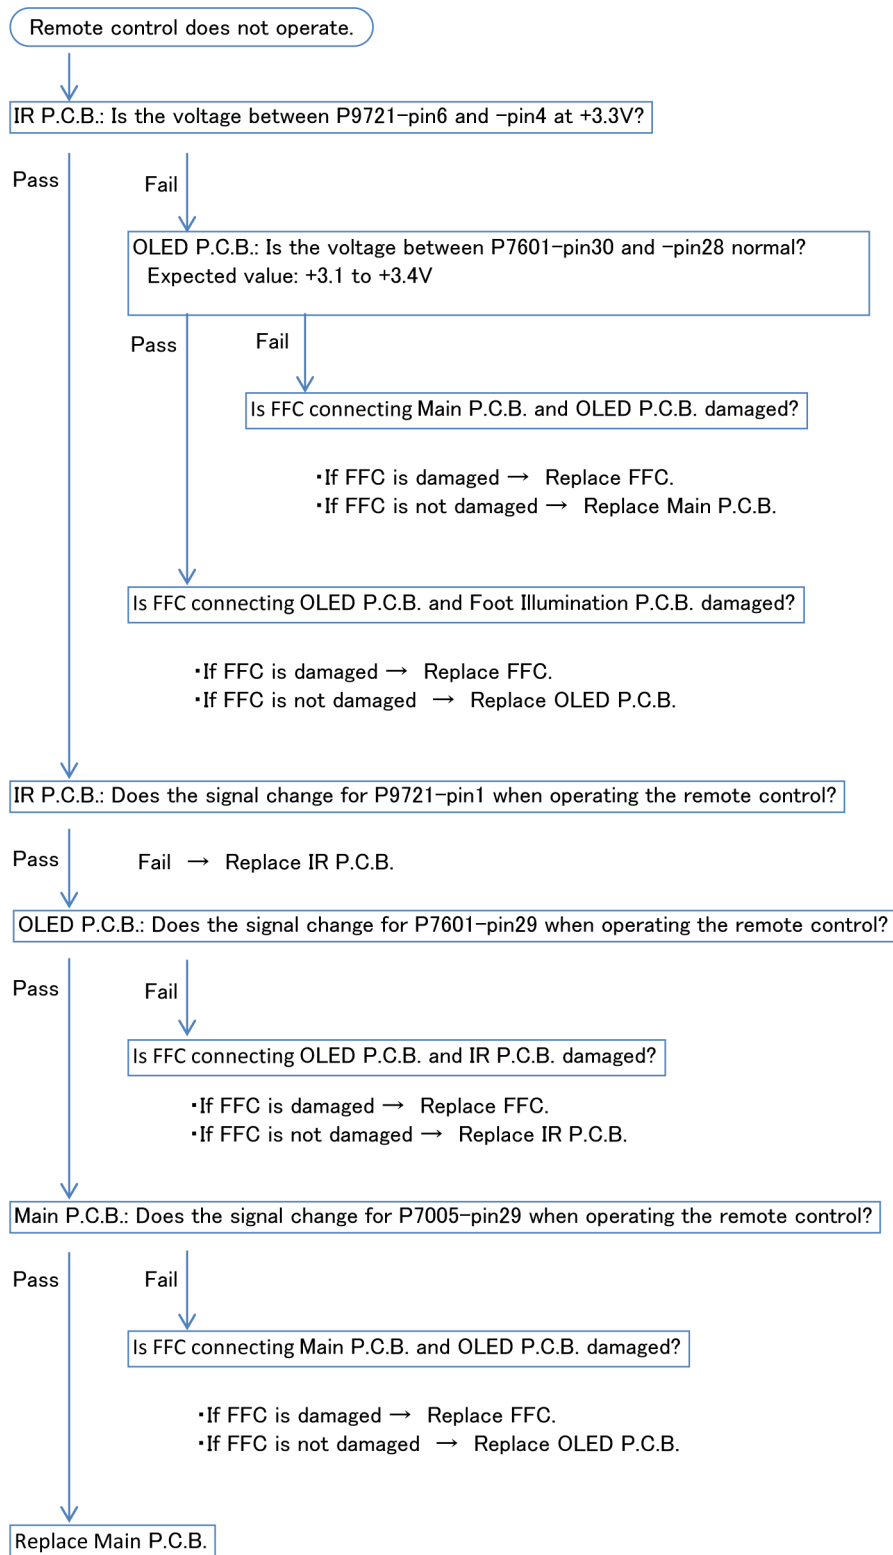 Remote control does not operate.
IR P.C.B.: Is the voltage between P9721-pin6 and -pin4 at +3.3V?
Pass
Fail
OLED P.C.B.: Is the voltage between P7601-pin30 and -pin28 normal?
Expected value: +3.1 to +3.4V
Pass
Fail
Is FFC connecting Main P.C.B. and OLED P.C.B. damaged?
・If FFC is damaged → Replace FFC.
・If FFC is not damaged → Replace Main P.C.B.
Is FFC connecting OLED P.C.B. and Foot Illumination P.C.B. damaged?
・If FFC is damaged → Replace FFC.
・If FFC is not damaged → Replace OLED P.C.B.
IR P.C.B.: Does the signal change for P9721-pin1 when operating the remote control?
Pass
Fail → Replace IR P.C.B.
OLED P.C.B.: Does the signal change for P7601-pin29 when operating the remote control?
Pass
Fail
Is FFC connecting OLED P.C.B. and IR P.C.B. damaged?
・If FFC is damaged → Replace FFC.
・If FFC is not damaged → Replace IR P.C.B.
Main P.C.B.: Does the signal change for P7005-pin29 when operating the remote control?
Pass
Fail
Is FFC connecting Main P.C.B. and OLED P.C.B. damaged?
・If FFC is damaged → Replace FFC.
・If FFC is not damaged → Replace OLED P.C.B.
Replace Main P.C.B.